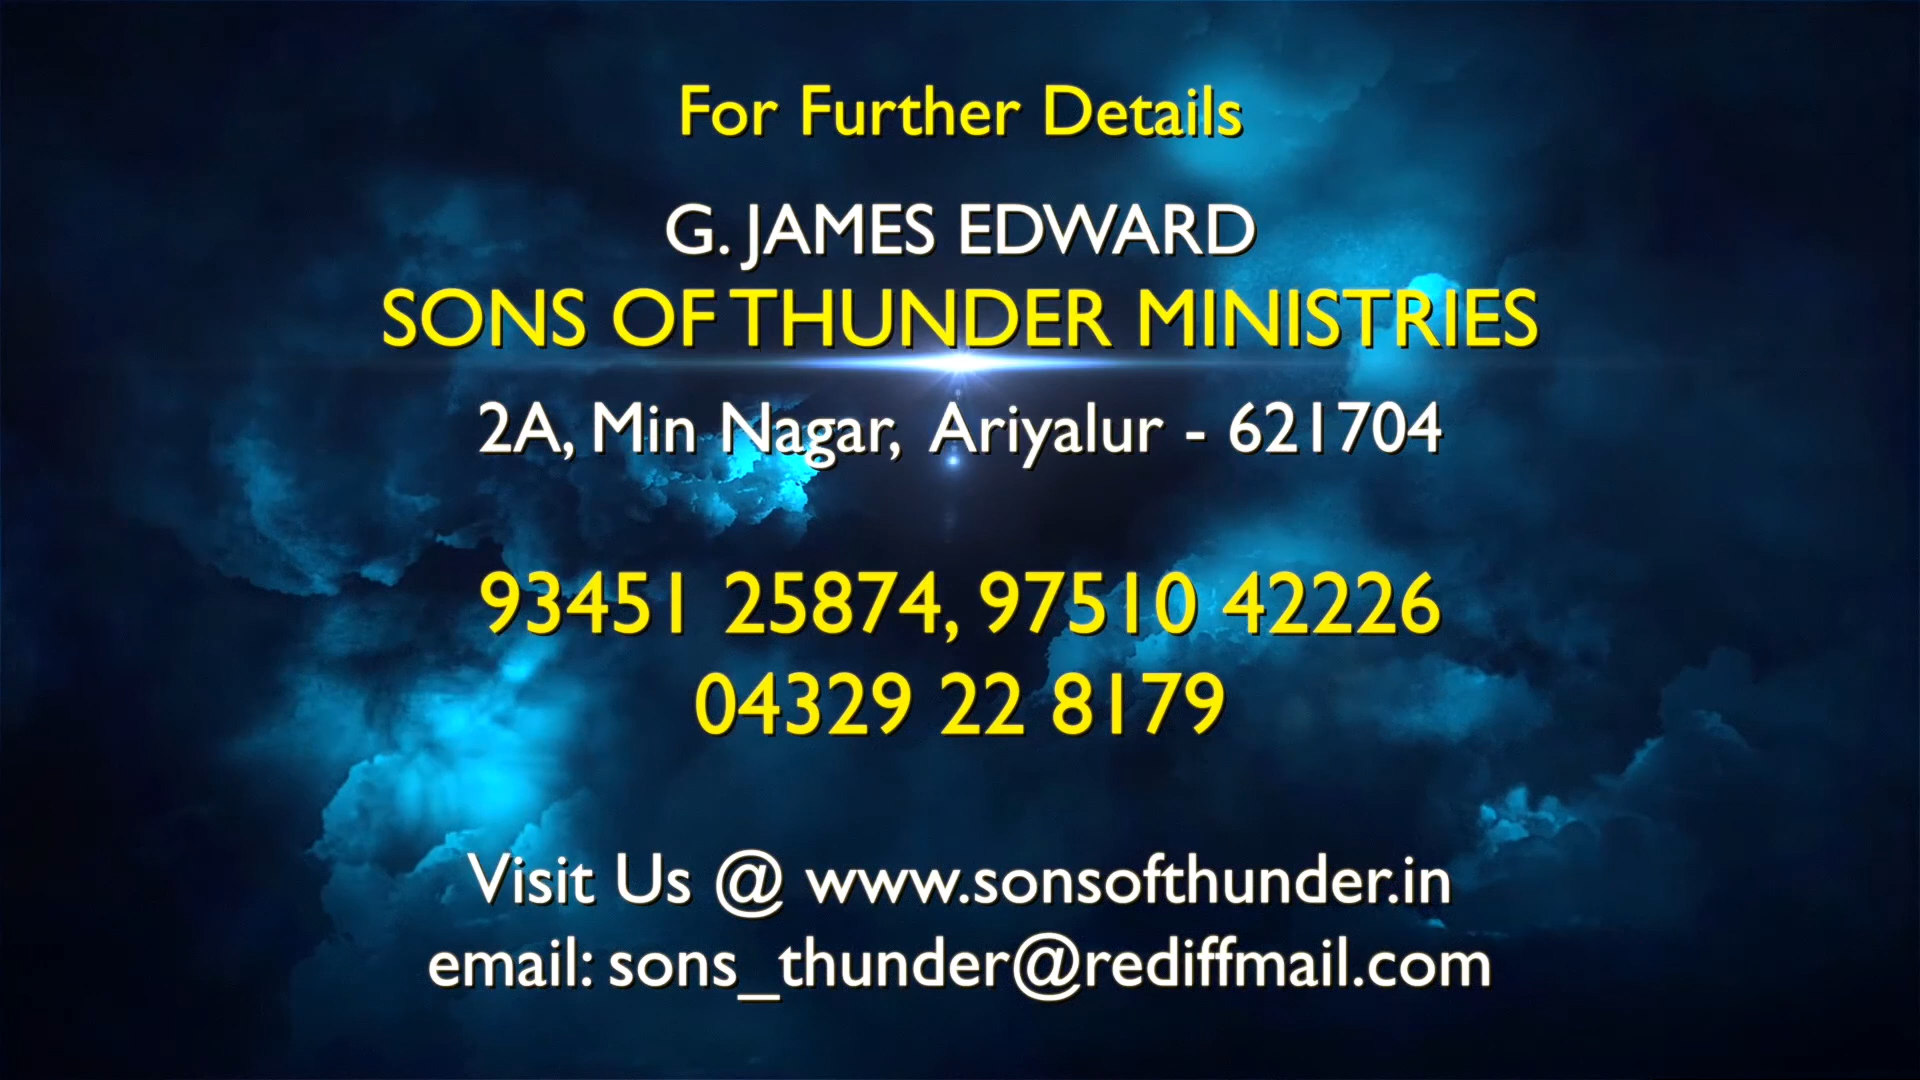 For Further Details
G. JAMES EDWARD
SONS OF THUNDER MINISTRIES
2A, Min Nagar, Ariyalur - 621704
93451 25874, 97510 42226
04329 22 8179
Visit Us @ www.sonsofthunder.in
email: sons_thunder@rediffmail.com